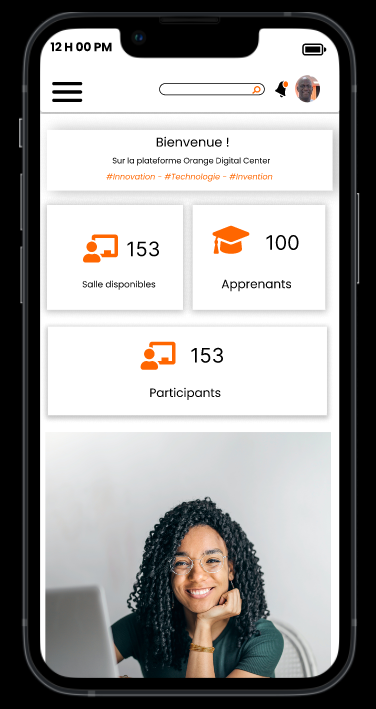 12 H 00 PM
Bienvenue !
Sur la plateforme Orange Digital Center
#Innovation - #Technologie - #Invention
153
Salle disponibles
100
Apprenants
153
Participants